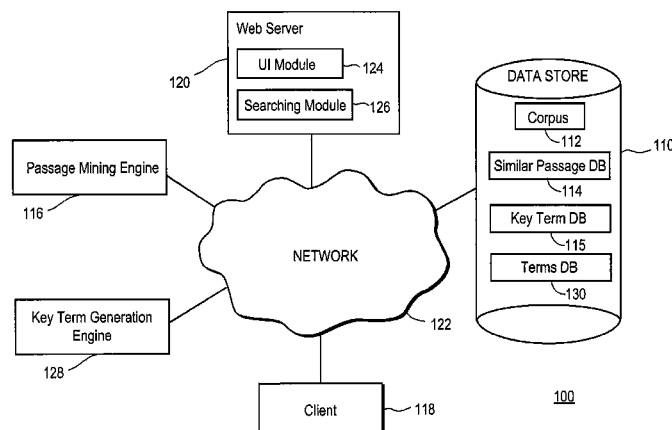 Web Server
120
UI Module
124
Searching Module
126
DATA STORE
Corpus
112
110
Similar Passage DB
114
Key Term DB
115
Terms DB
130
Passage Mining Engine
116
NETWORK
122
Key Term Generation
Engine
128
Client
118
100